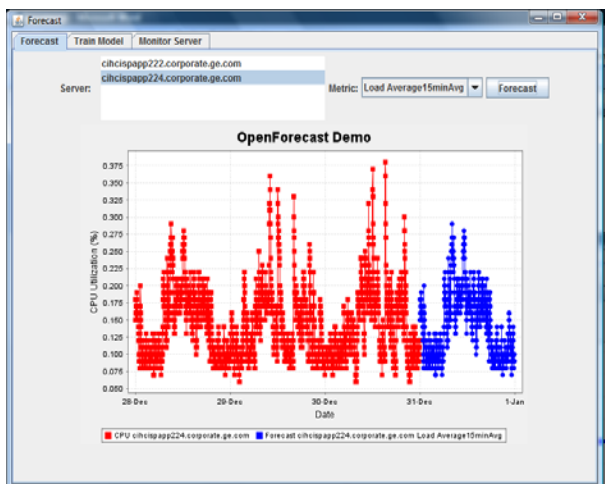 Forecast
Forecast Train Model Monitor Server
cihcispapp222.corporate.ge.com
cihcispapp224.corporate.ge.com
Server:
Metric: Load Average15minAvg Forecast
OpenForecast Demo
0.375
0.350
0.325
0.300
0.275
0.250
0.225
0.200
0.175
0.150
0.125
0.100
0.075
0.050
CPU Utilization (%)
28-Dec 29-Dec 30-Dec 31-Dec 1-Jan
Date
CPU cihcispapp224.corporate.ge.com Forecast cihcispapp224.corporate.ge.com Load Average15minAvg